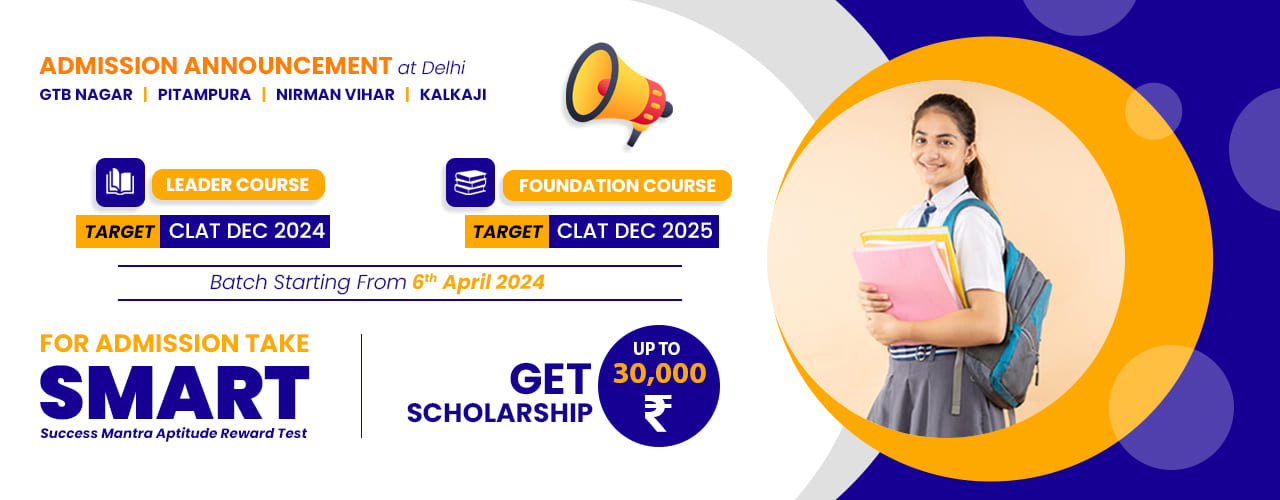 ADMISSION ANNOUNCEMENT at Delhi
GTB NAGAR | PITAMPURA | NIRMAN VIHAR | KALKAJI
LEADER COURSE
TARGET CLAT DEC 2024
FOUNDATION COURSE
TARGET CLAT DEC 2025
Batch Starting From 6th April 2024
FOR ADMISSION TAKE
SMART
Success Mantra Aptitude Reward Test
GET
SCHOLARSHIP
UP TO
30,000
₹